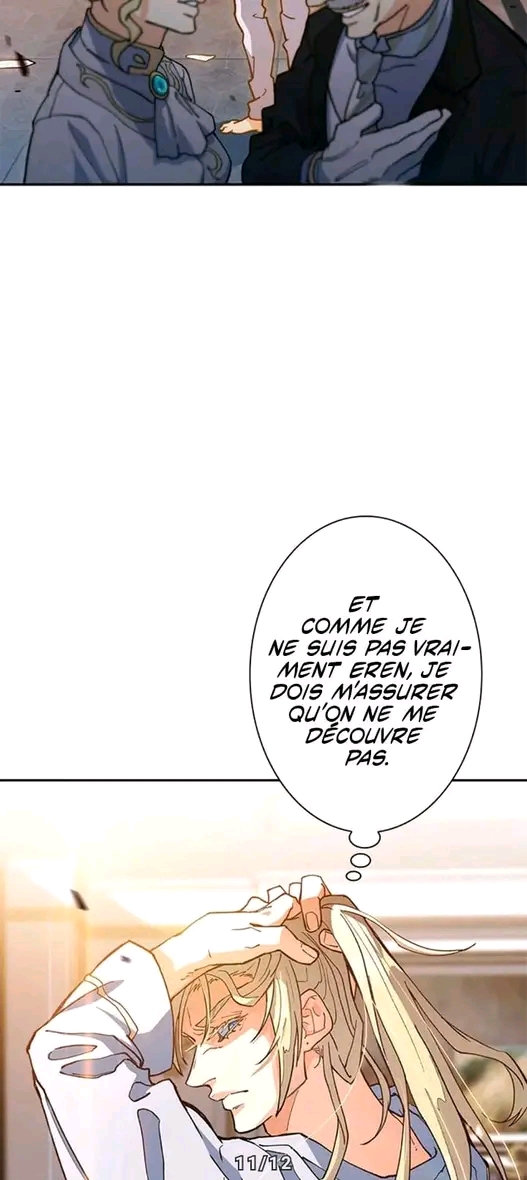 ET
COMME JE
NE SUIS PAS VRAI-
MENT EREN, JE
DOIS M'ASSURER
QU'ON NE ME
DÉCOUVRE
PAS.
11/12